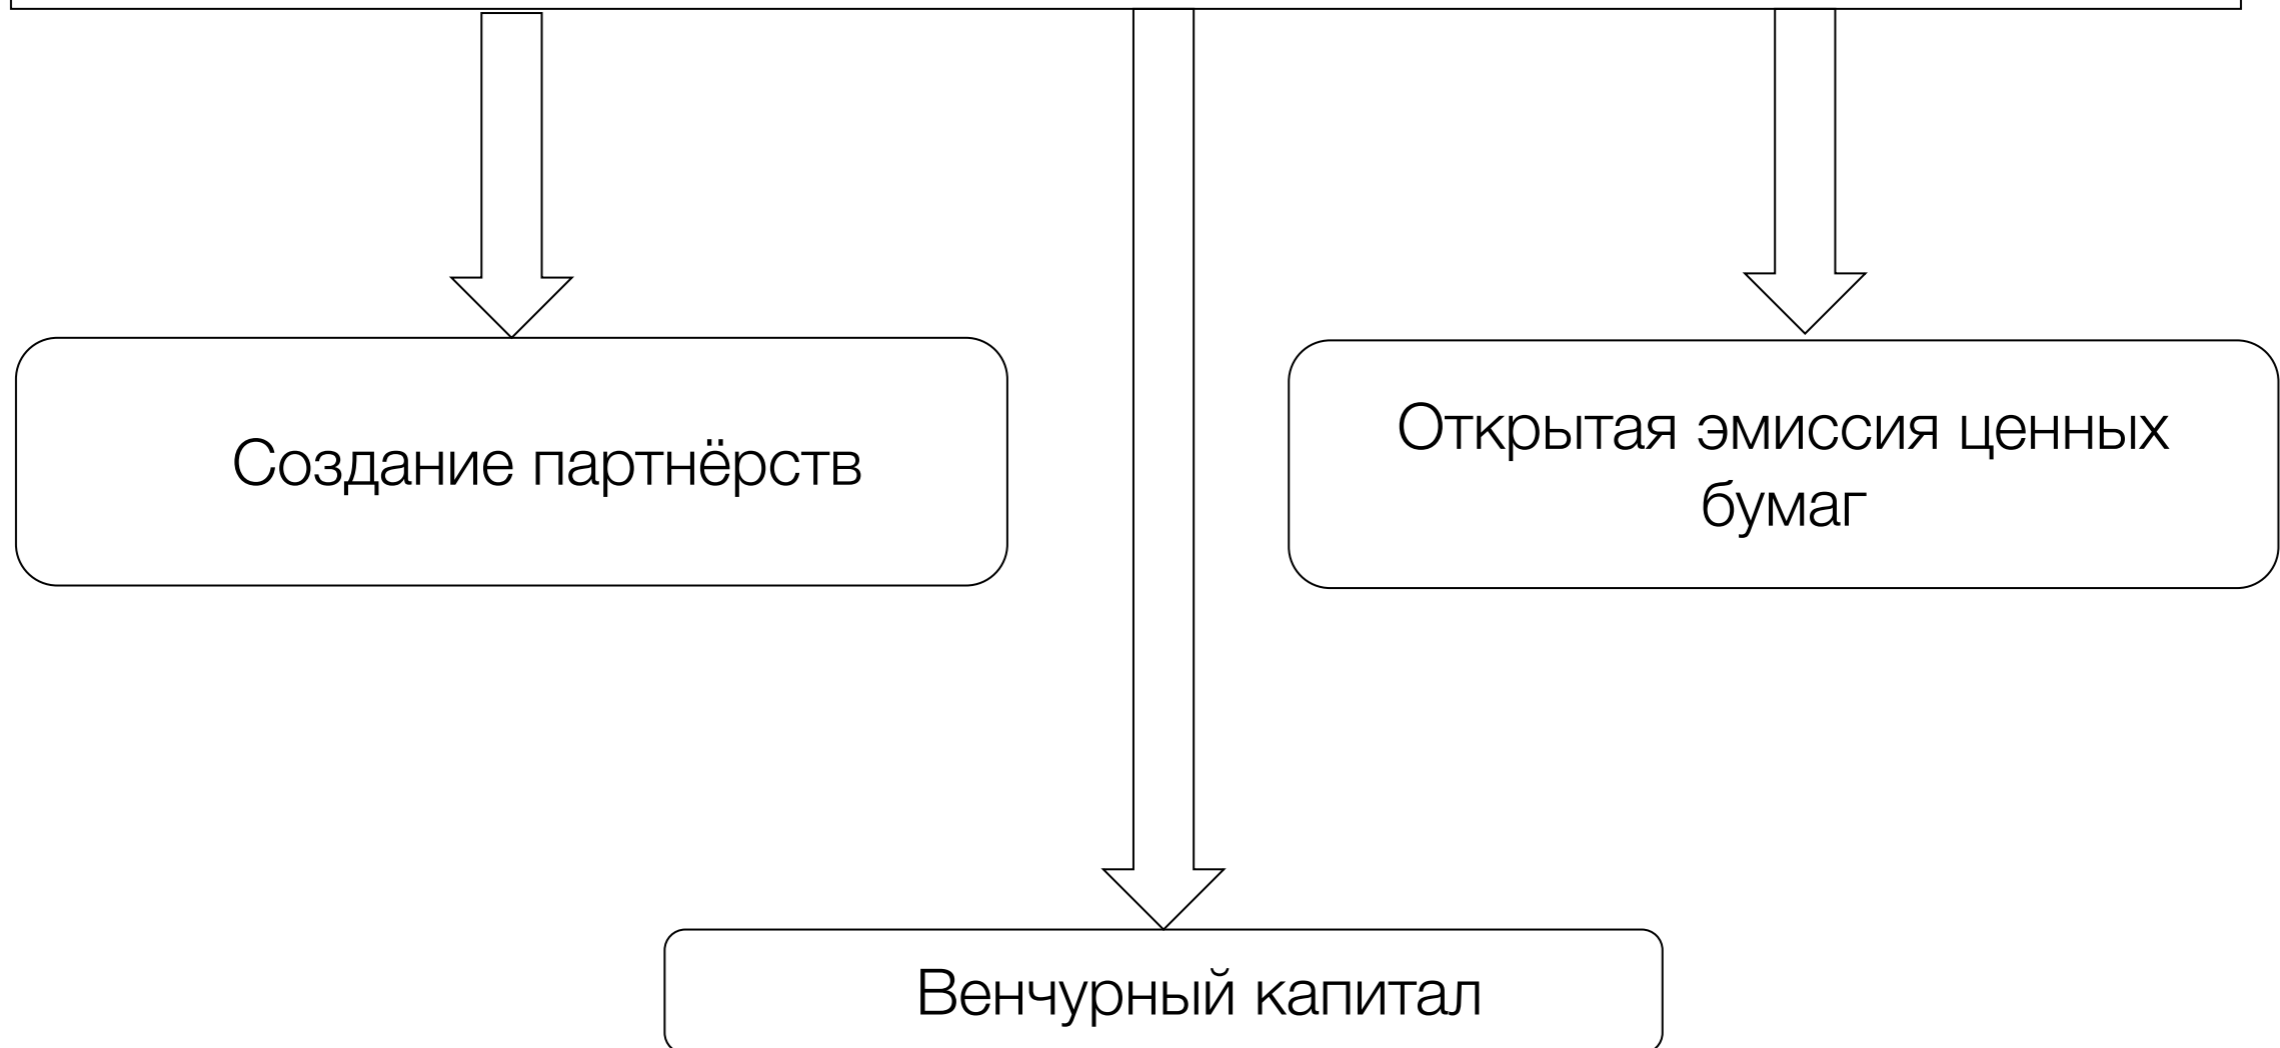 Создание партнёрств
Открытая эмиссия ценных
бумаг
Венчурный капитал